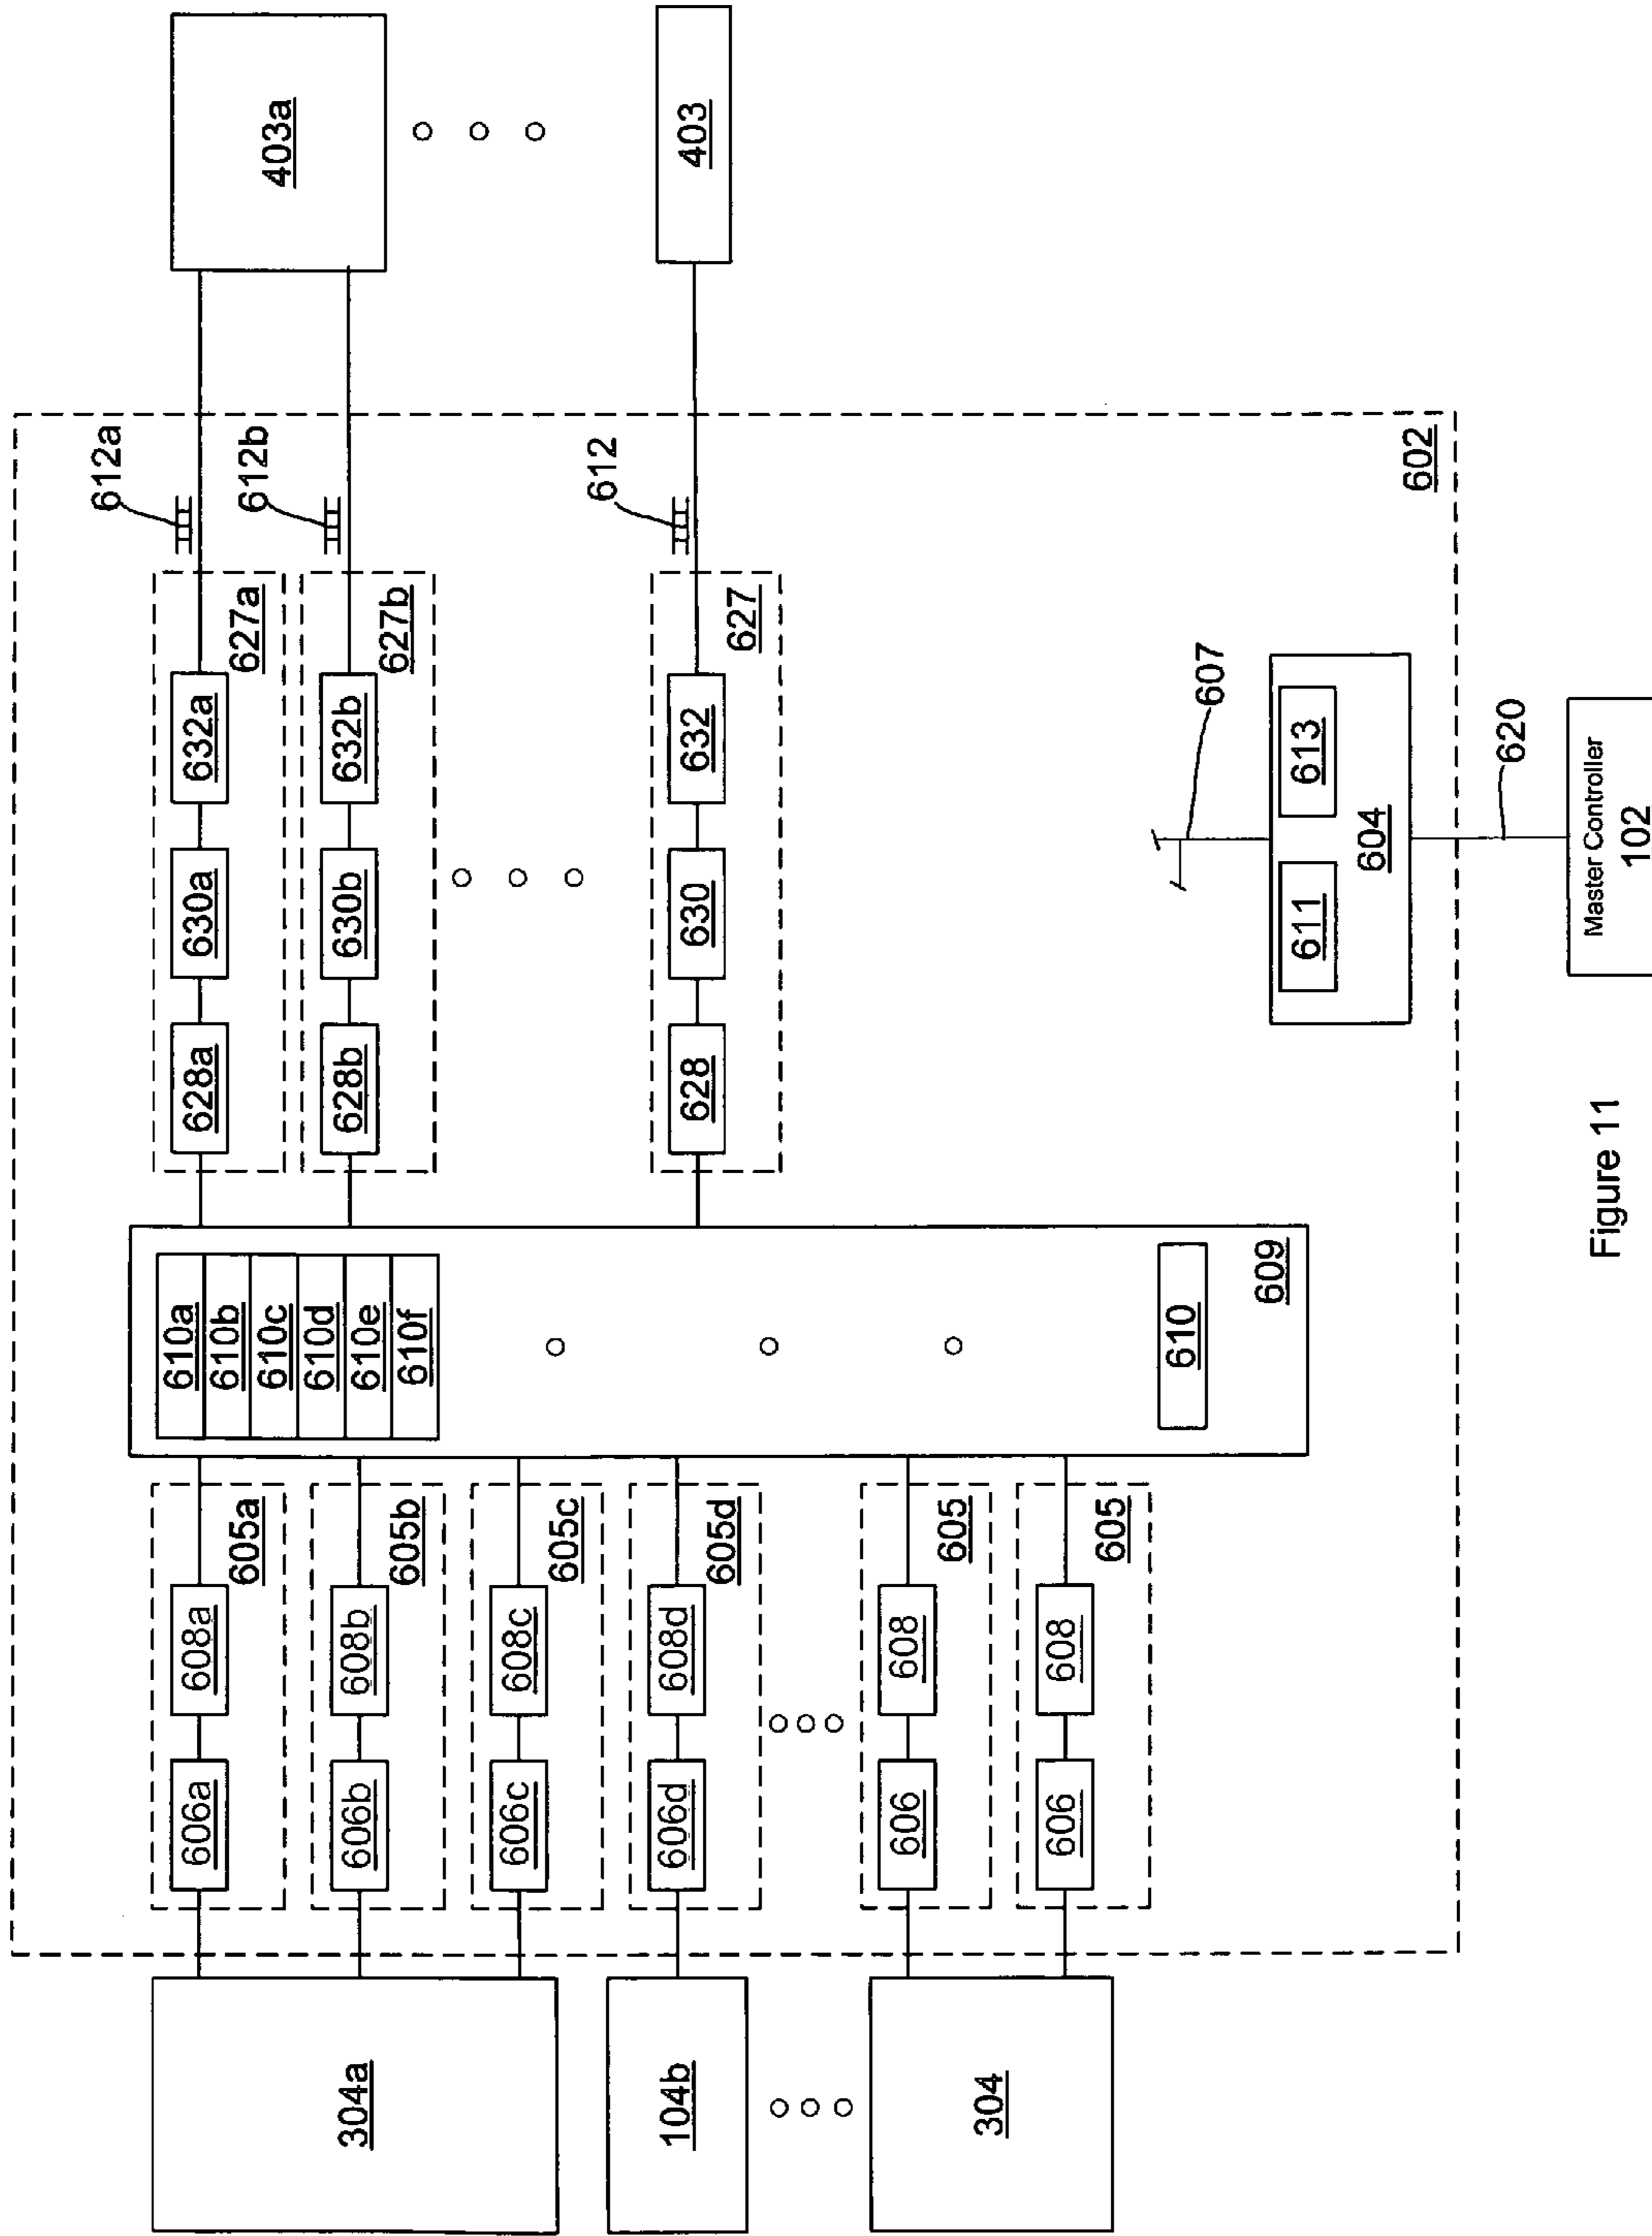 304a
104b
304
606a
608a
605a
606b
608b
605b
606c
608c
605c
606d
608d
605d
606
608
605
606
608
605
610a
610b
610c
610d
610e
610f
610
609
628a
630a
632a
627a
628b
630b
632b
627b
628
630
632
627
612a
612b
612
403a
403
607
611
613
604
602
620
Master Controller
102
Figure 11